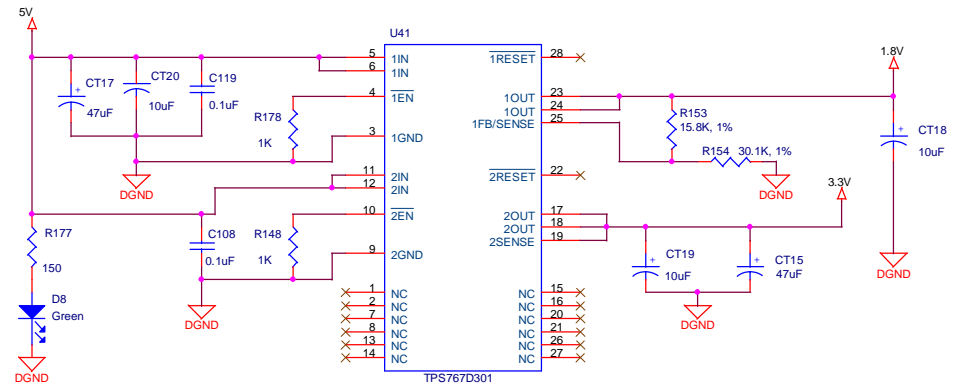 5V
U41
1.8V
5
1IN
1RESET
28
6
1IN
CT17
CT20
C119
47uF
10uF
0.1uF
4
1EN
1OUT
23
R178
1OUT
24
R153
1K
1FB/SENSE
25
15.8K, 1%
3
1GND
CT18
R154
30.1K, 1%
10uF
11
2IN
2RESET
22
12
2IN
DGND
DGND
3.3V
10
2EN
2OUT
17
R177
C108
R148
2OUT
18
2SENSE
19
150
0.1uF
1K
9
2GND
CT19
CT15
10uF
47uF
DGND
D8
1
NC
NC
15
Green
2
NC
NC
16
DGND
DGND
7
NC
NC
20
8
NC
NC
21
13
NC
NC
26
14
NC
NC
27
DGND
TPS767D301